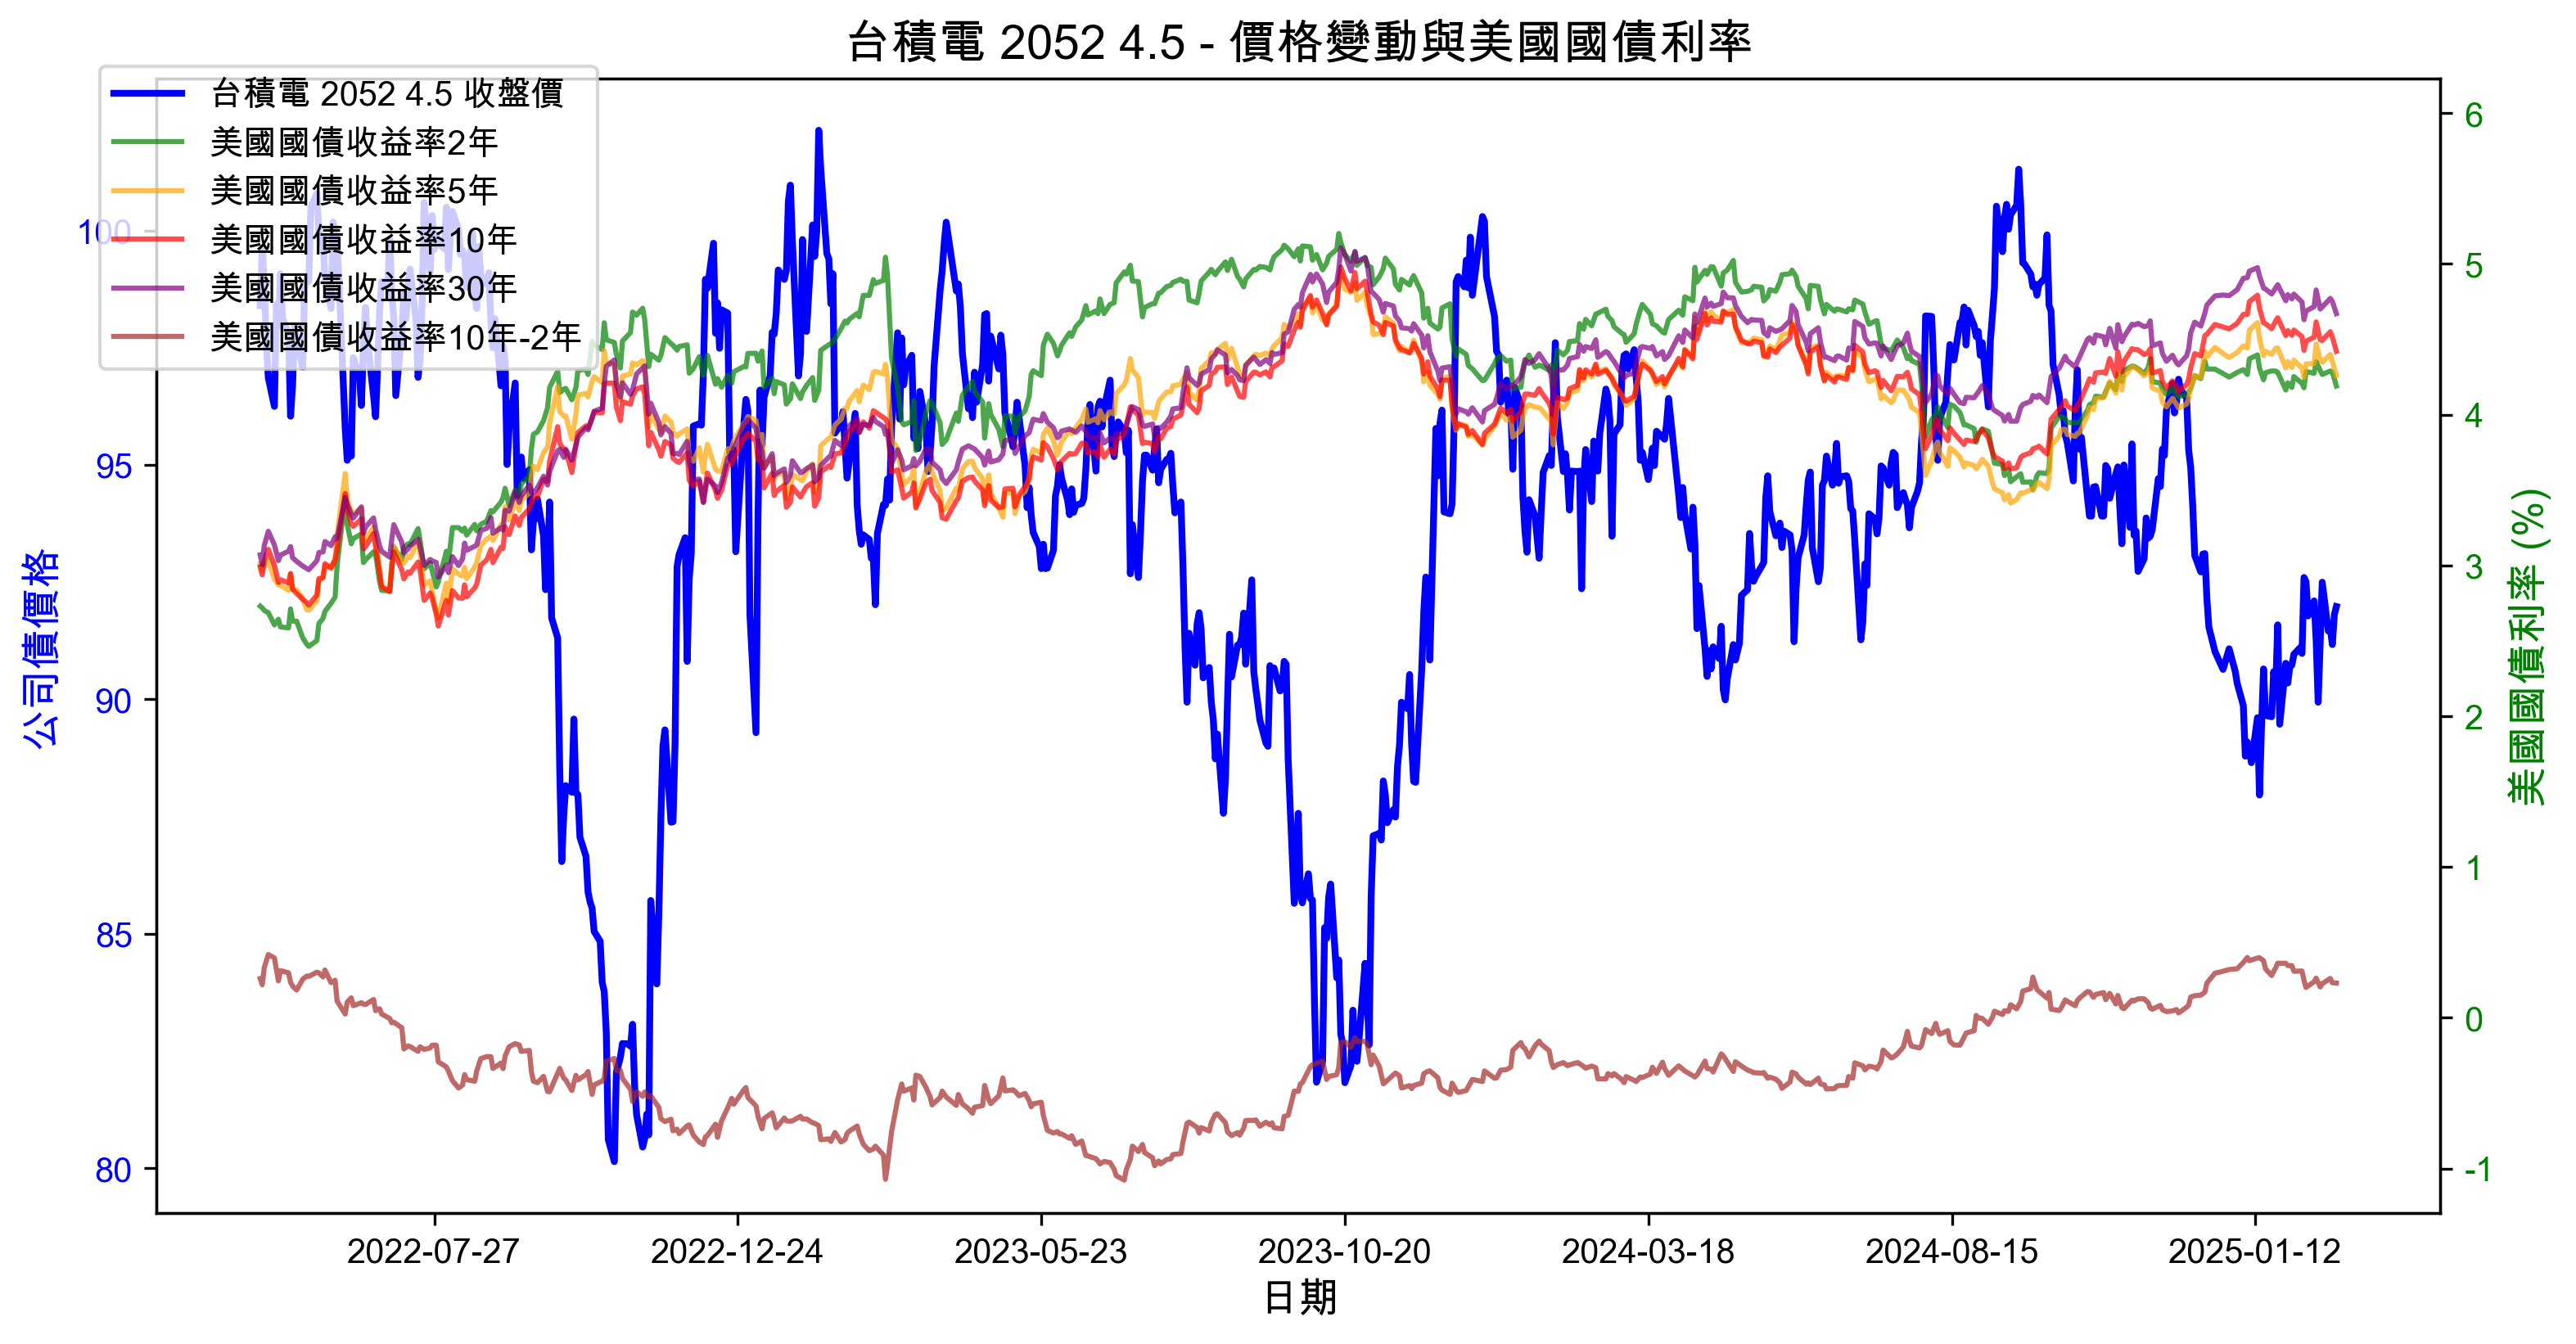 台積電 2052 4.5 - 價格變動與美國國債利率
台積電 2052 4.5 收盤價
美國國債收益率2年
美國國債收益率5年
美國國債收益率10年
美國國債收益率30年
美國國債收益率10年-2年
公司債價格
100
95
90
85
80
美國國債利率 (%)
6
5
4
3
2
1
0
-1
2022-07-27
2022-12-24
2023-05-23
2023-10-20
2024-03-18
2024-08-15
2025-01-12
日期